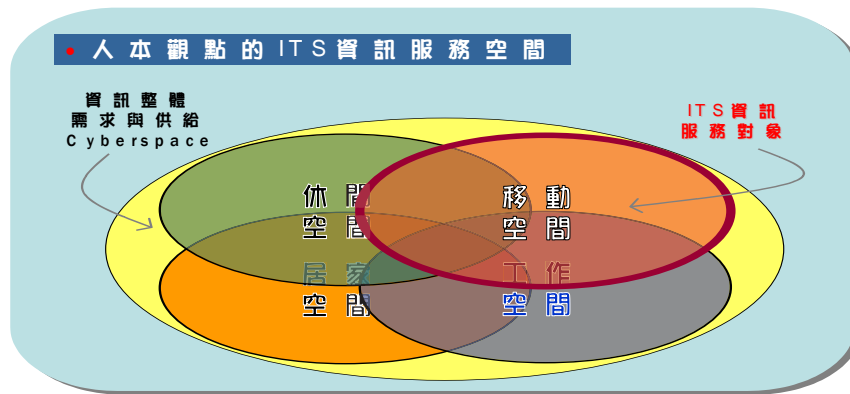 • 人本觀點的ITS資訊服務空間
資訊整體
需求與供給
Cyberspace
ITS資訊
服務對象
休閒
空間
移動
空間
居家
空間
工作
空間